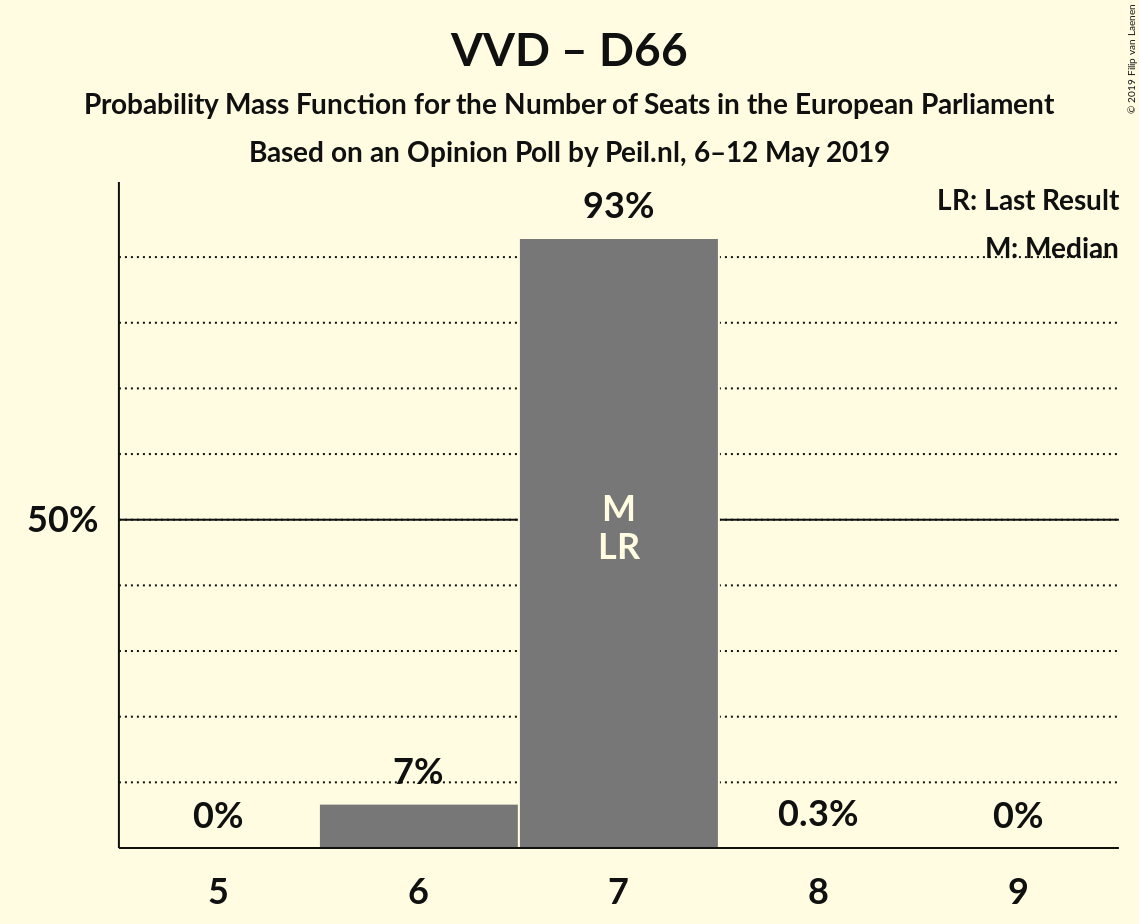 VVD – D66
Probability Mass Function for the Number of Seats in the European Parliament
Based on an Opinion Poll by Peil.nl, 6–12 May 2019
© 2019 Filip van Laenen
LR: Last Result
M: Median
93%
50%
M
LR
7%
0%
0.3%
0%
5
6
7
8
9